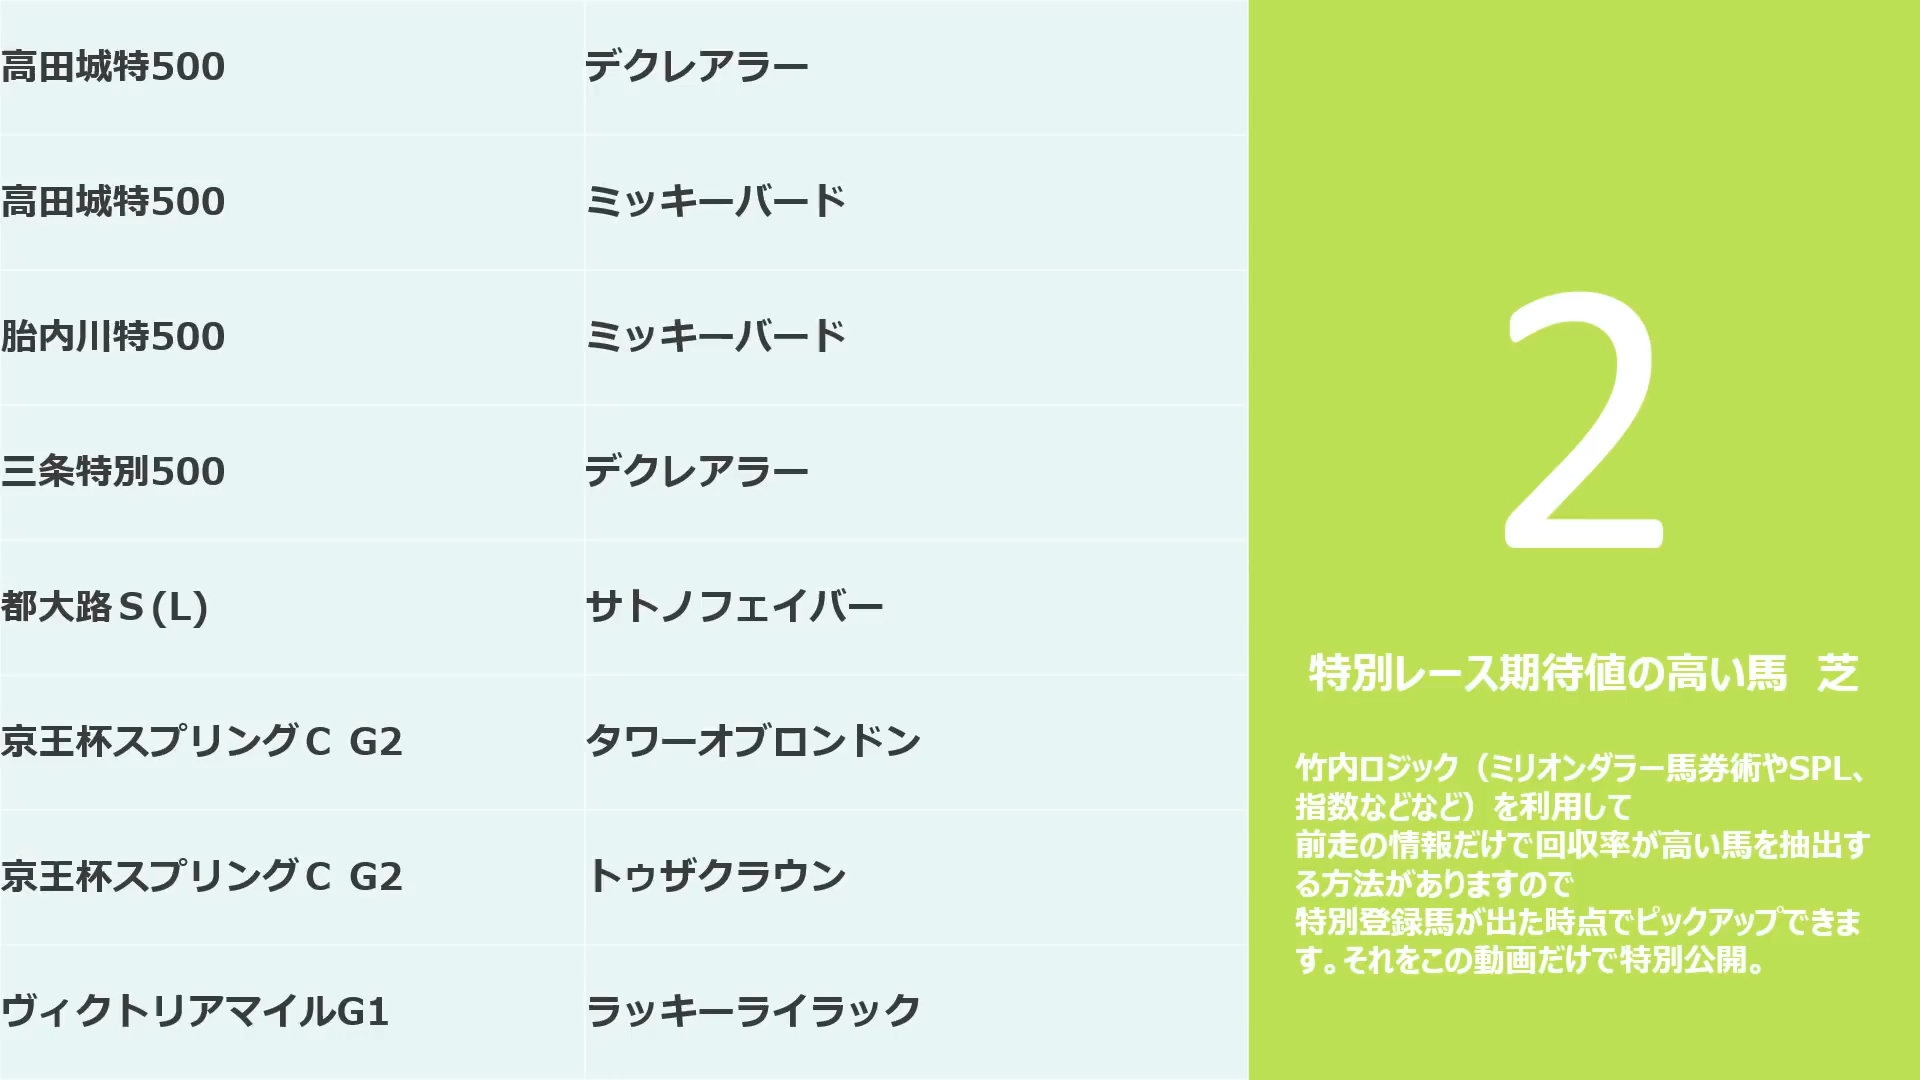 高田城特500 デクレアラー
高田城特500 ミッキーバード
胎内川特500 ミッキーバード
三条特別500 デクレアラー
都大路Ｓ(L) サトノフェイバー
京王杯スプリングＣ G2 タワーオブロンドン
京王杯スプリングＣ G2 トゥザクラウン
ヴィクトリアマイルG1 ラッキーライラック
2
特別レース期待値の高い馬　芝
竹内ロジック（ミリオンダラー馬券術やSPL、
指数などなど）を利用して
前走の情報だけで回収率が高い馬を抽出す
る方法がありますので
特別登録馬が出た時点でピックアップできま
す。それをこの動画だけで特別公開。